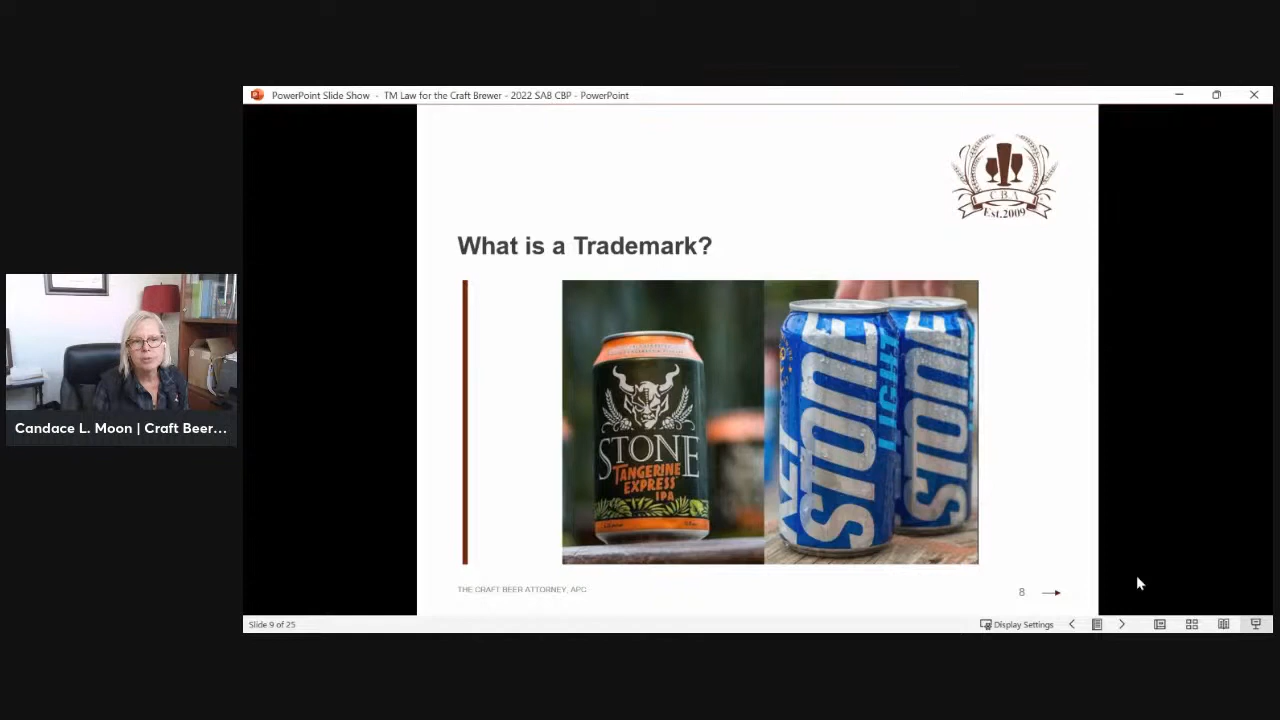 PowerPoint Slide Show - TM Law for the Craft Brewer - 2022 SAB CBP - PowerPoint
C.B.A
Est.2009
What is a Trademark?
STONE
TANGERINE
EXPRESS
IPA
STONE
LIGHT
STONE
Candace L. Moon | Craft Beer…
THE CRAFT BEER ATTORNEY, APC
8
Slide 9 of 25
Display Settings